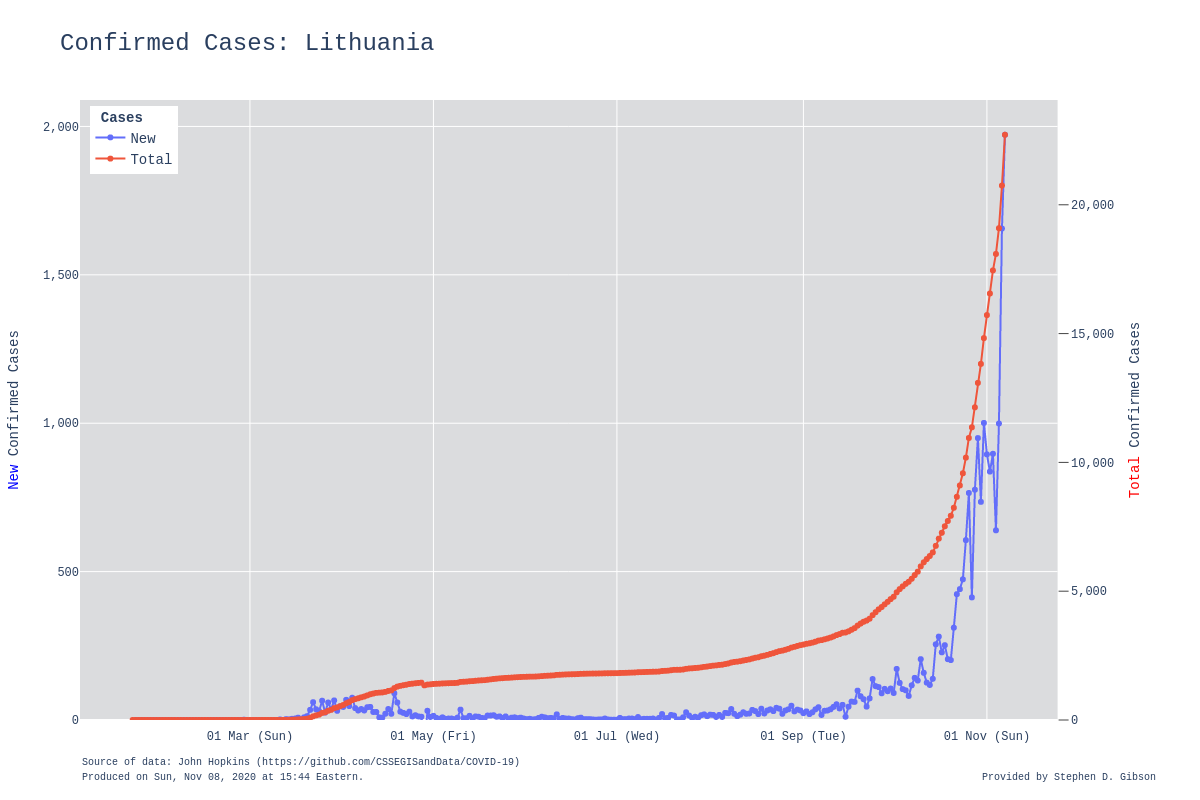 Confirmed Cases: Lithuania
Cases
New
Total
2,000
1,500
1,000
500
0
New Confirmed Cases
20,000
15,000
10,000
5,000
0
Total Confirmed Cases
01 Mar (Sun)
01 May (Fri)
01 Jul (Wed)
01 Sep (Tue)
01 Nov (Sun)
Source of data: John Hopkins (https://github.com/CSSEGISandData/COVID-19)
Produced on Sun, Nov 08, 2020 at 15:44 Eastern.
Provided by Stephen D. Gibson